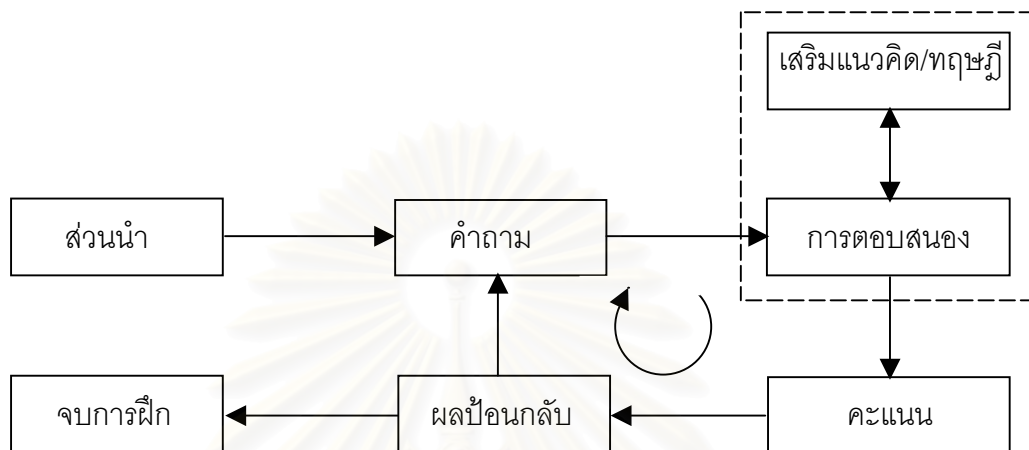 เสริมแนวคิด/ทฤษฎี
ส่วนนำ
คำถาม
การตอบสนอง
จบการฝึก
ผลป้อนกลับ
คะแนน